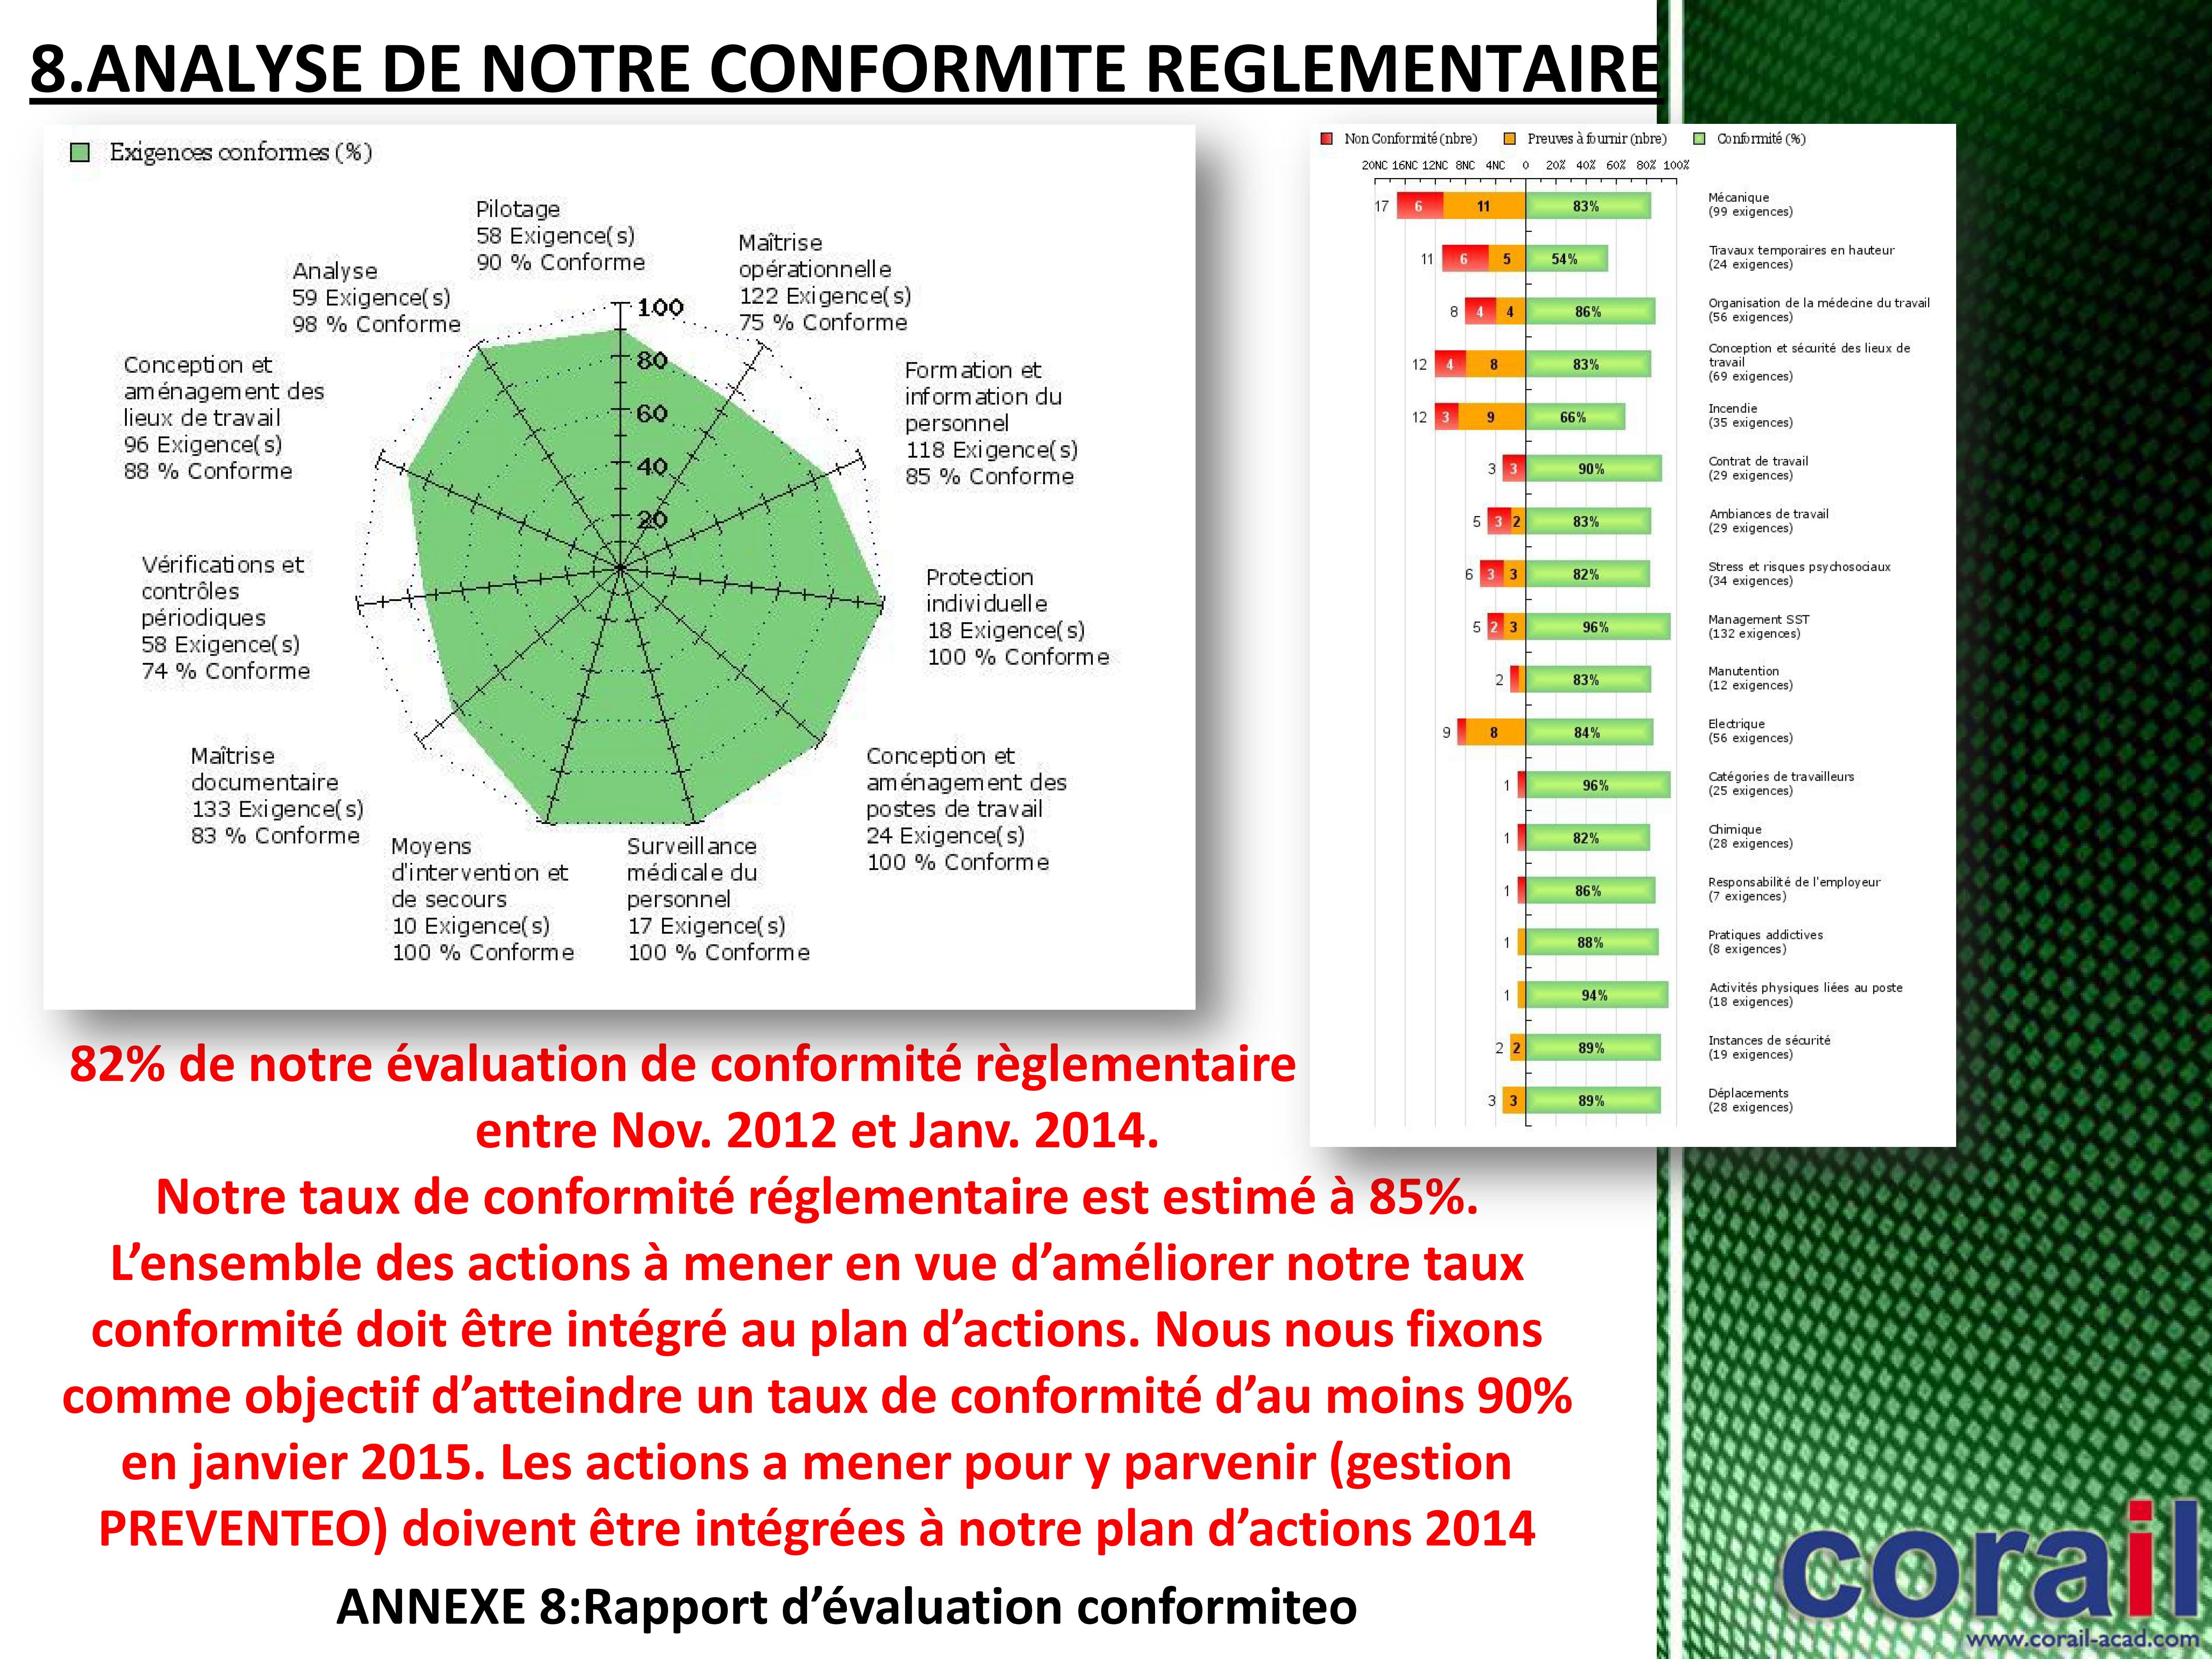 8.ANALYSE DE NOTRE CONFORMITE REGLEMENTAIRE
Exigences conformes (%)
Pilotage
58 Exigence(s)
90 % Conforme
Maîtrise
opérationnelle
122 Exigence(s)
75 % Conforme
Formation et
information du
personnel
118 Exigence(s)
85 % Conforme
Protection
individuelle
18 Exigence(s)
100 % Conforme
Conception et
aménagement des
postes de travail
24 Exigence(s)
100 % Conforme
Surveillance
médicale du
personnel
17 Exigence(s)
100 % Conforme
Moyens
d'intervention et
de secours
10 Exigence(s)
100 % Conforme
Maîtrise
documentaire
133 Exigence(s)
83 % Conforme
Vérifications et
contrôles
périodiques
58 Exigence(s)
74 % Conforme
Conception et
aménagement des
lieux de travail
96 Exigence(s)
88 % Conforme
Analyse
59 Exigence(s)
98 % Conforme
100
80
60
40
20
Non Conformité (nbre) Preuves à fournir (nbre) Conformité (%)
20NC 16NC 12NC 8NC 4NC 0 20% 40% 60% 80% 100%
17 6 11 83% Mécanique
(99 exigences)
11 6 5 54% Travaux temporaires en hauteur
(24 exigences)
8 4 4 86% Organisation de la médecine du travail
(56 exigences)
12 4 8 83% Conception et sécurité des lieux de
travail
(69 exigences)
12 3 9 66% Incendie
(35 exigences)
3 3 90% Contrat de travail
(29 exigences)
5 3 2 83% Ambiances de travail
(29 exigences)
6 3 3 82% Stress et risques psychosociaux
(34 exigences)
5 2 3 96% Management SST
(132 exigences)
2 83% Manutention
(12 exigences)
9 8 84% Electrique
(56 exigences)
1 96% Catégories de travailleurs
(25 exigences)
1 82% Chimique
(28 exigences)
1 86% Responsabilité de l'employeur
(7 exigences)
1 88% Pratiques addictives
(8 exigences)
1 94% Activités physiques liées au poste
(18 exigences)
2 2 89% Instances de sécurité
(19 exigences)
3 3 89% Déplacements
(28 exigences)
82% de notre évaluation de conformité règlementaire
entre Nov. 2012 et Janv. 2014.
Notre taux de conformité réglementaire est estimé à 85%.
L’ensemble des actions à mener en vue d’améliorer notre taux
conformité doit être intégré au plan d’actions. Nous nous fixons
comme objectif d’atteindre un taux de conformité d’au moins 90%
en janvier 2015. Les actions a mener pour y parvenir (gestion
PREVENTEO) doivent être intégrées à notre plan d’actions 2014
ANNEXE 8:Rapport d’évaluation conformiteo
corail
www.corail-acad.com